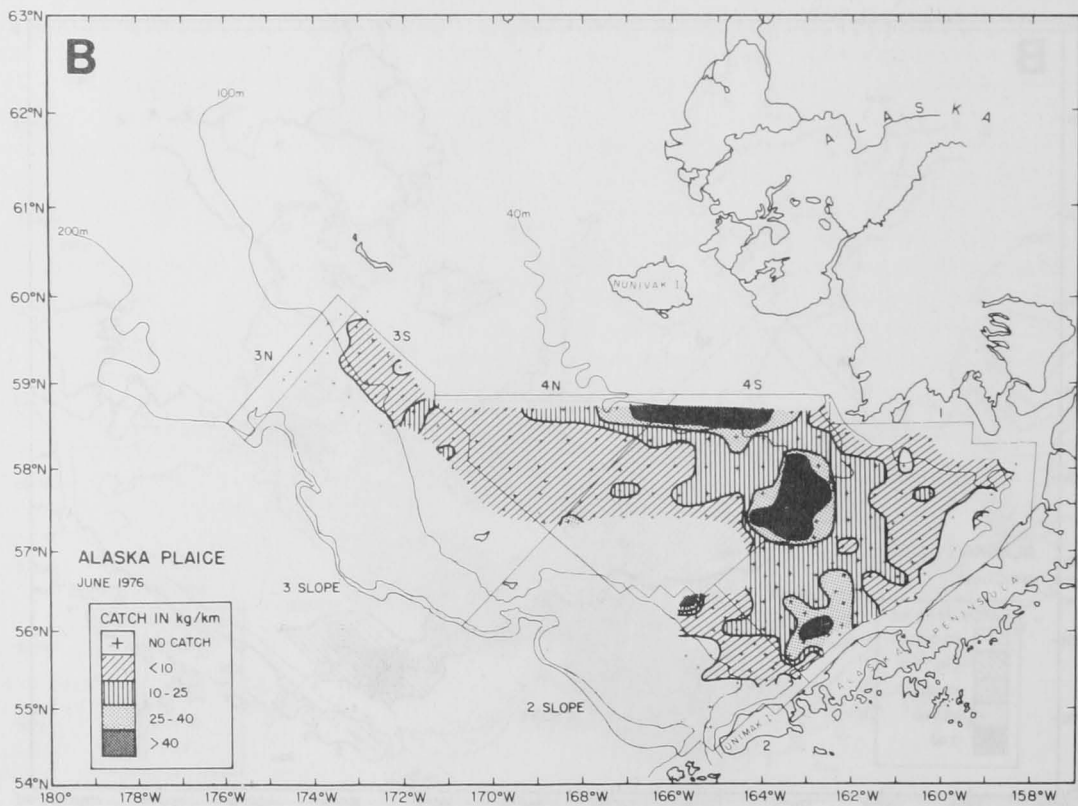 B
63°N
62°N
61°N
60°N
59°N
58°N
57°N
56°N
55°N
54°N
100m
200m
40m
A L A S K A
NUNIVAK I.
3N
3S
4N
4S
1
ALASKA PLAICE
JUNE 1976
3 SLOPE
CATCH IN kg/km
+ NO CATCH
<10
10-25
25-40
>40
2 SLOPE
ALASKA PENINSULA
UNIMAK I.
2
180° 178°W 176°W 174°W 172°W 170°W 168°W 166°W 164°W 162°W 160°W 158°W